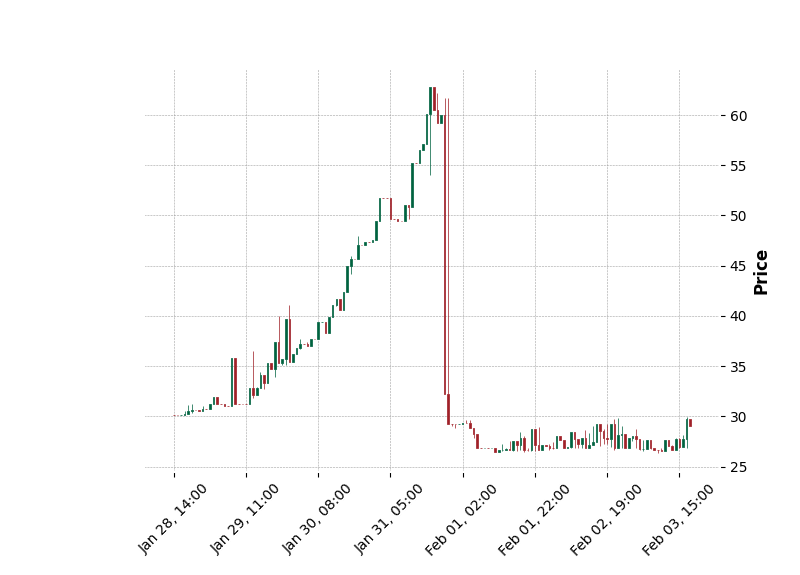 60
55
50
45
40
35
30
25
Price
Jan 28, 14:00
Jan 29, 11:00
Jan 30, 08:00
Jan 31, 05:00
Feb 01, 02:00
Feb 01, 22:00
Feb 02, 19:00
Feb 03, 15:00